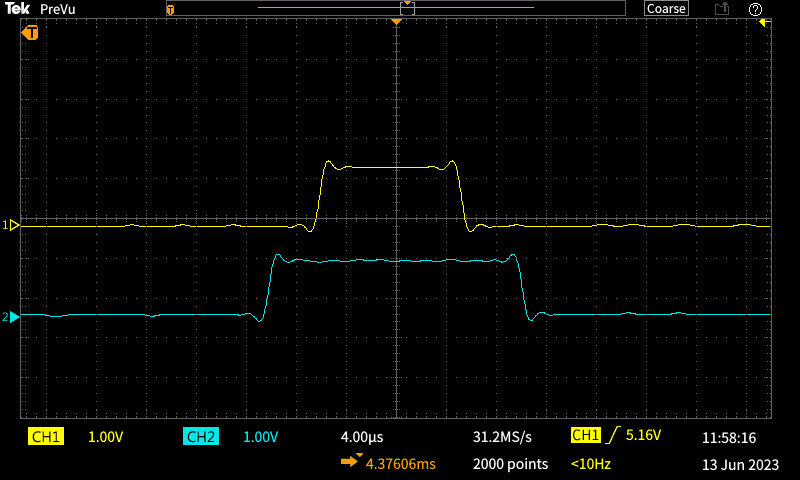 Tek PreVu
T
Coarse
?
T
1
2
CH1 1.00V CH2 1.00V 4.00µs 31.2MS/s CH1 5.16V 11:58:16
4.37606ms 2000 points <10Hz 13 Jun 2023